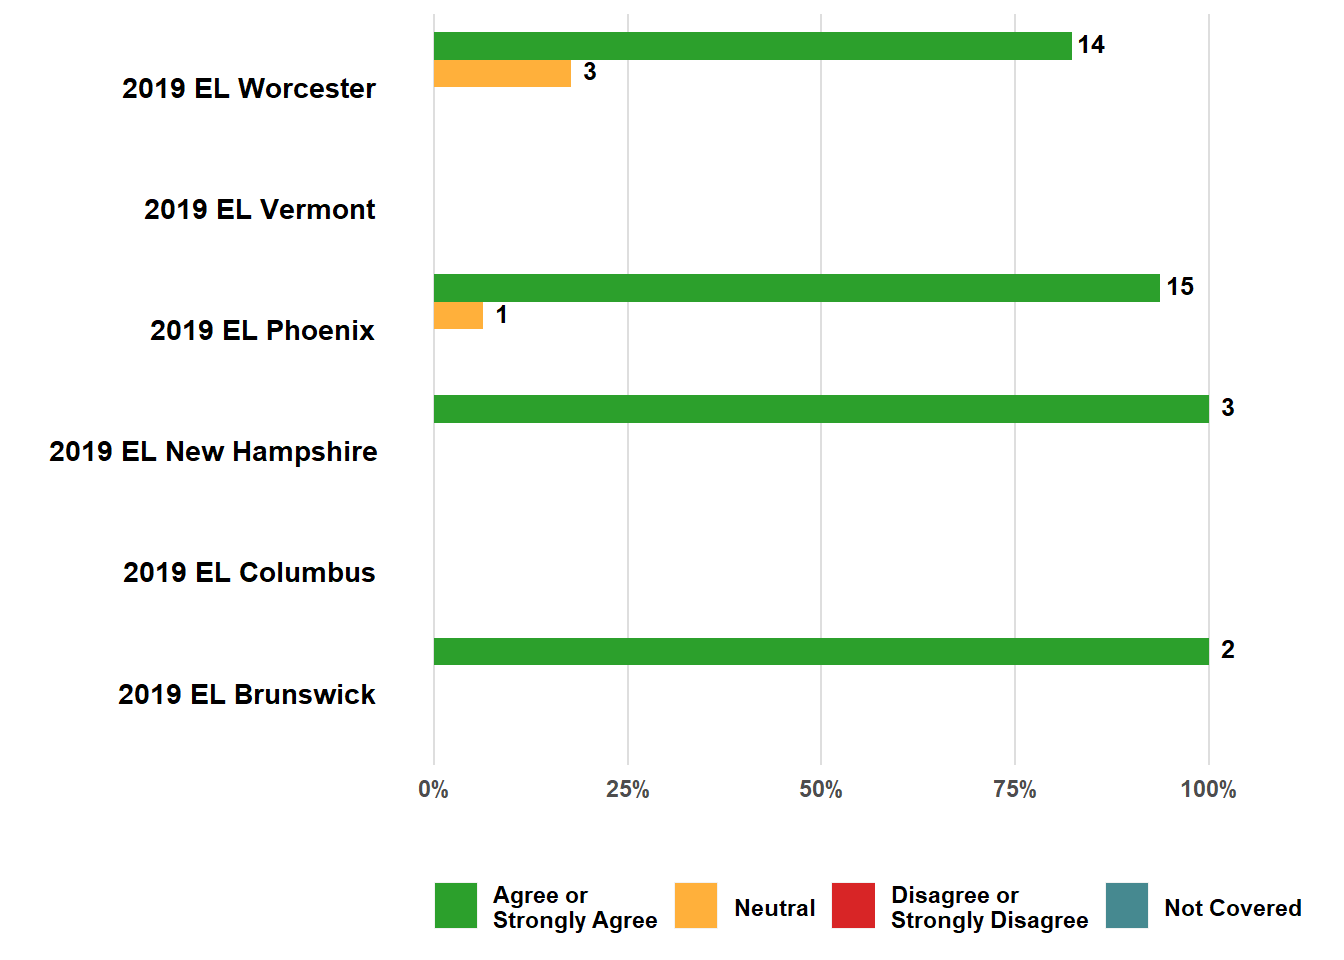 14
3
2019 EL Worcester
2019 EL Vermont
15
1
2019 EL Phoenix
3
2019 EL New Hampshire
2019 EL Columbus
2
2019 EL Brunswick
0% 25% 50% 75% 100%
Agree or
Strongly Agree
Neutral
Disagree or
Strongly Disagree
Not Covered